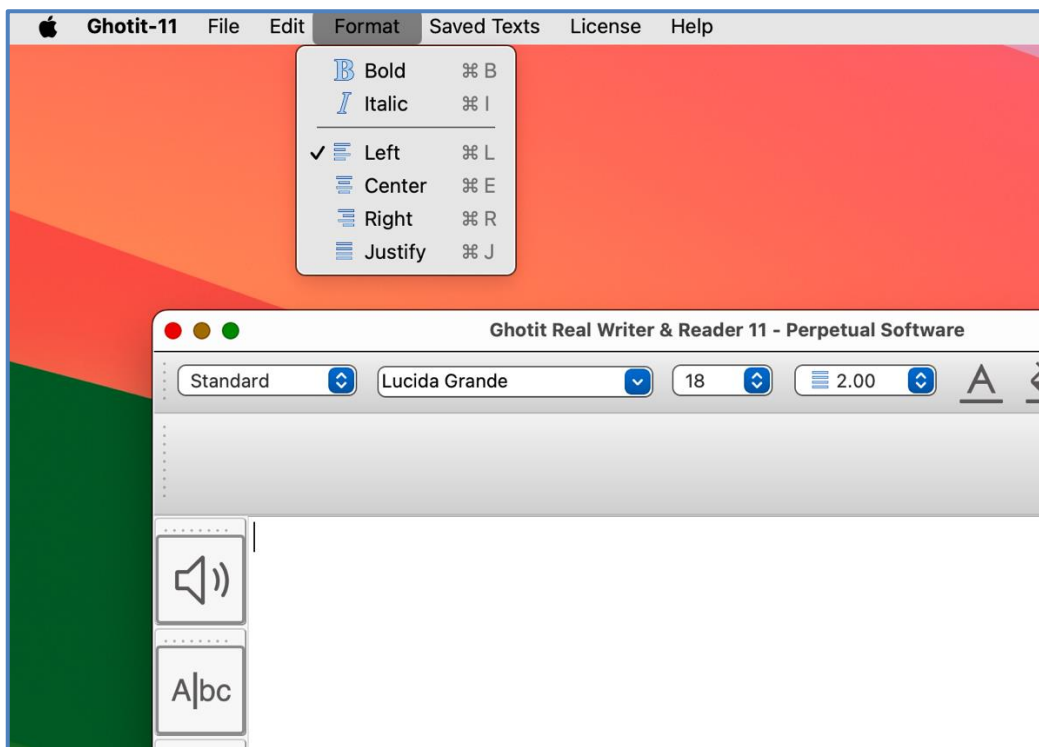 Ghotit-11 File Edit Format Saved Texts License Help
B Bold ⌘ B
I Italic ⌘ I
Left ⌘ L
Center ⌘ E
Right ⌘ R
Justify ⌘ J
Ghotit Real Writer & Reader 11 - Perpetual Software
Standard Lucida Grande 18 2.00 A
A|bc